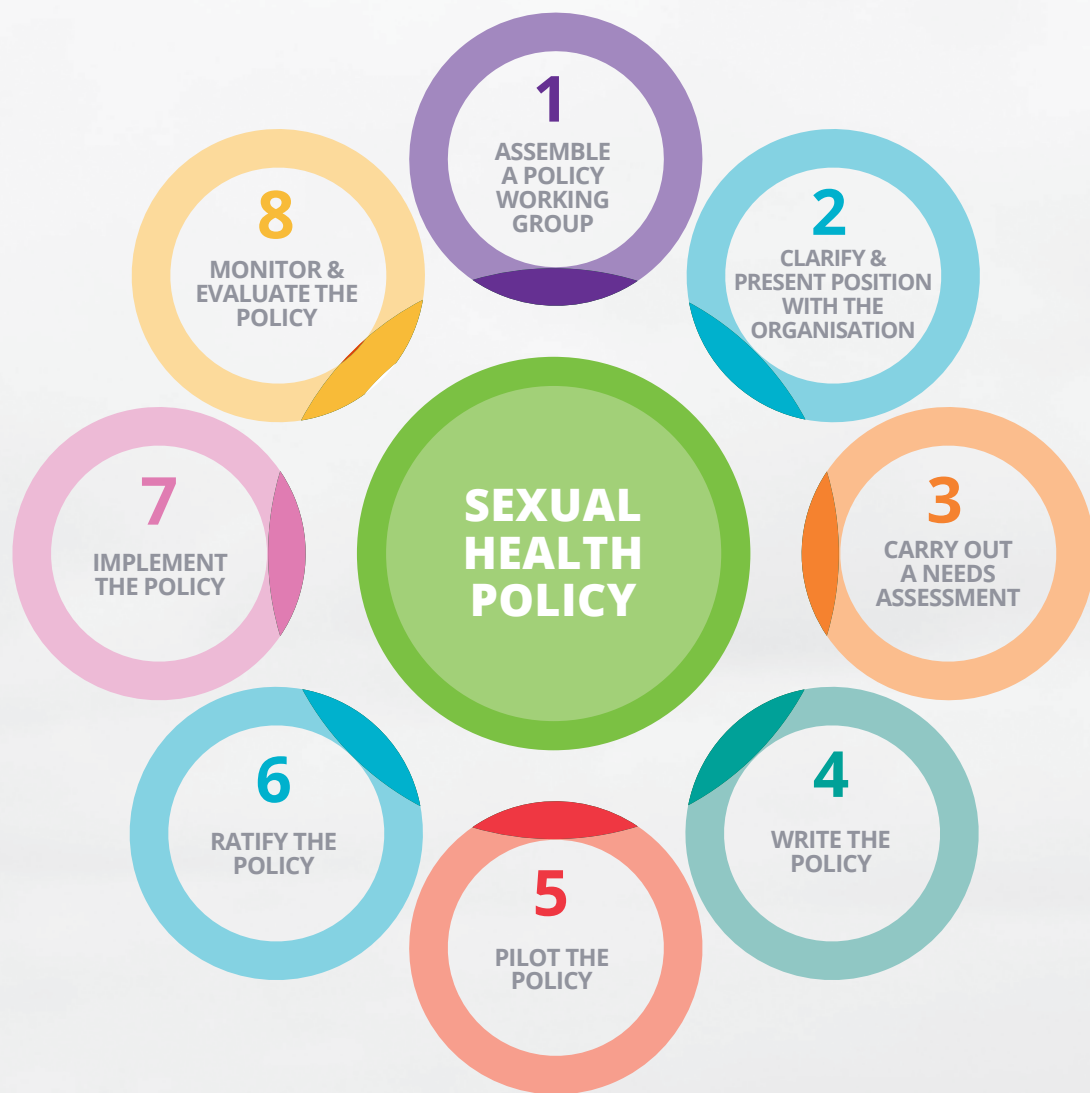 1
ASSEMBLE
A POLICY
WORKING
GROUP
2
CLARIFY &
PRESENT POSITION
WITH THE
ORGANISATION
3
CARRY OUT
A NEEDS
ASSESSMENT
4
WRITE THE
POLICY
5
PILOT THE
POLICY
6
RATIFY THE
POLICY
7
IMPLEMENT
THE POLICY
8
MONITOR &
EVALUATE THE
POLICY
SEXUAL
HEALTH
POLICY